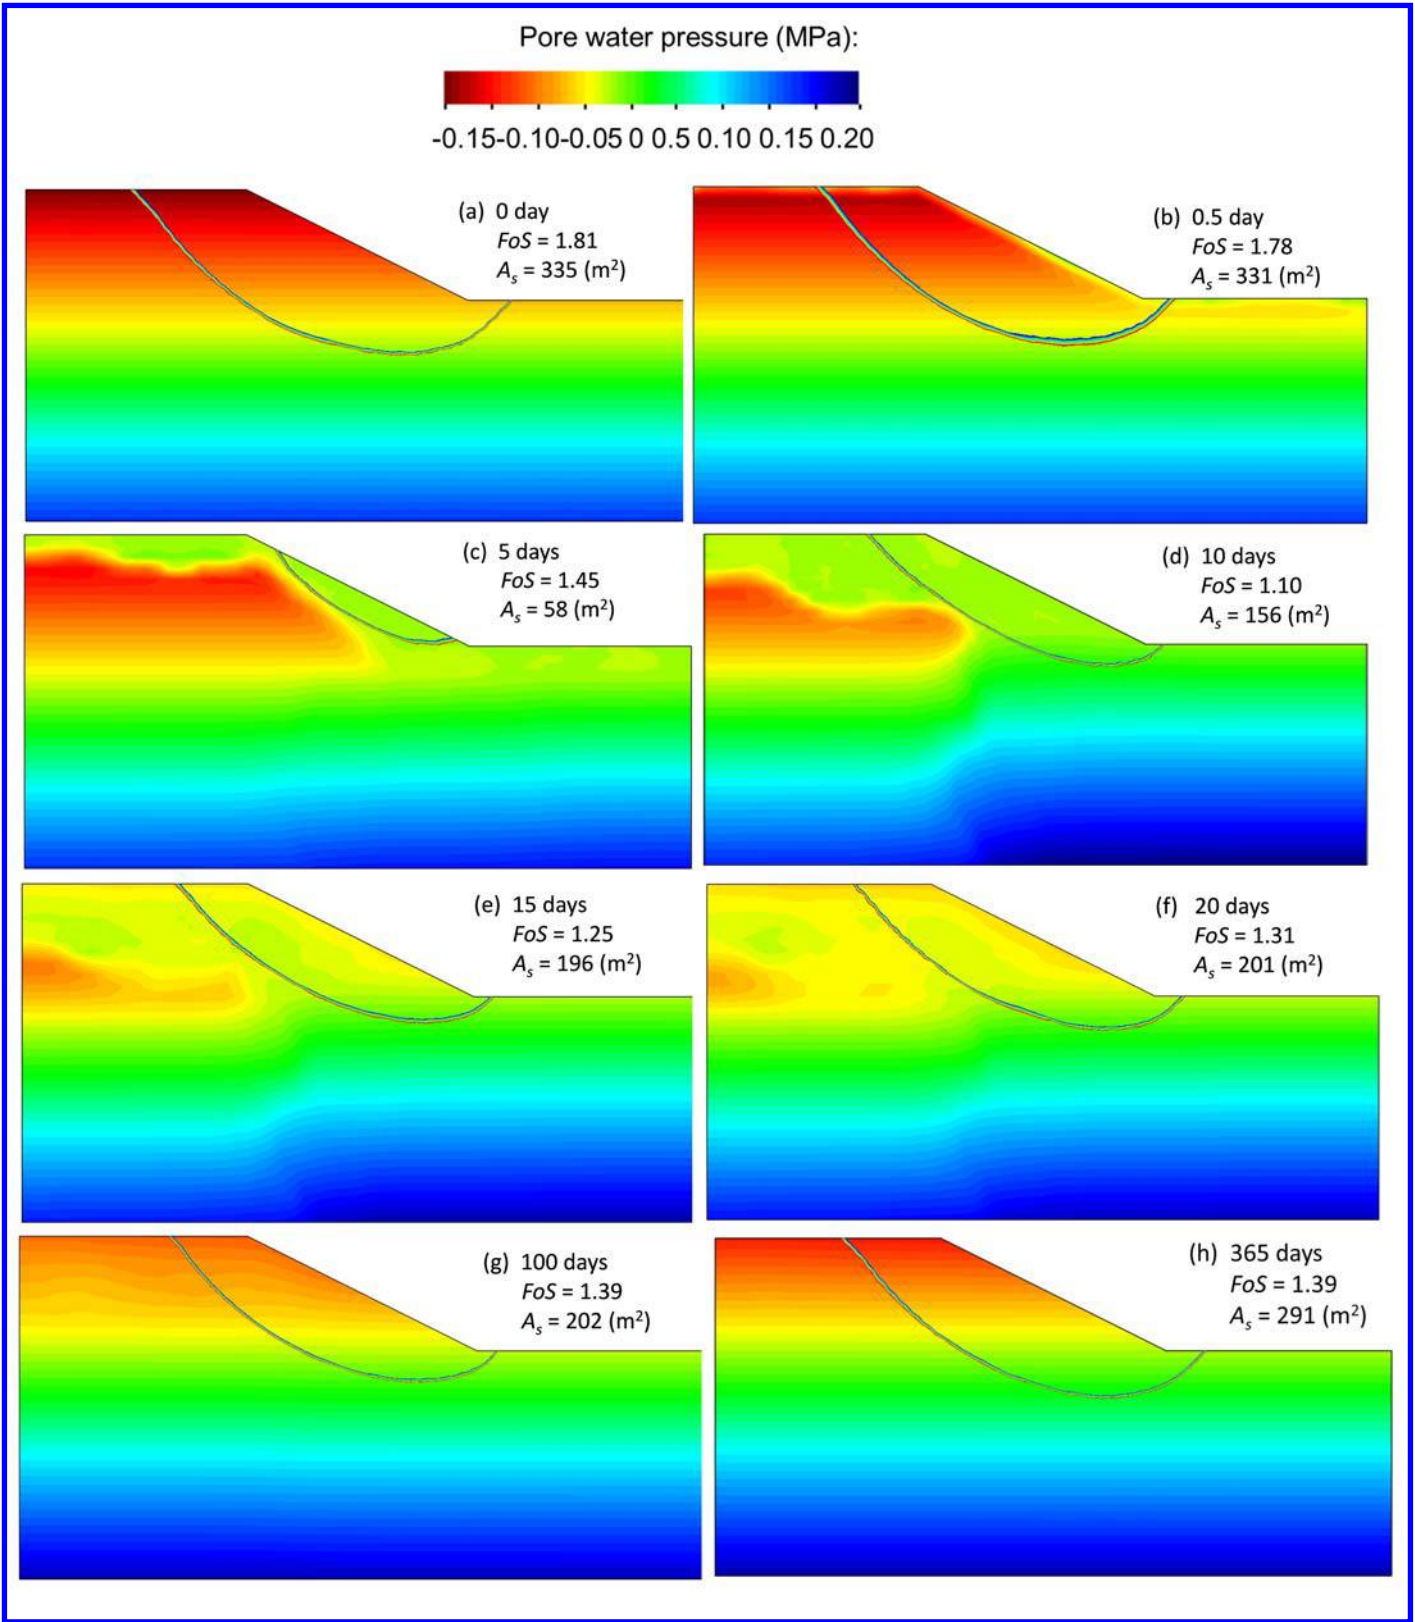 Pore water pressure (MPa):
-0.15-0.10-0.05 0 0.5 0.10 0.15 0.20
(a) 0 day
FoS = 1.81
As = 335 (m²)
(b) 0.5 day
FoS = 1.78
As = 331 (m²)
(c) 5 days
FoS = 1.45
As = 58 (m²)
(d) 10 days
FoS = 1.10
As = 156 (m²)
(e) 15 days
FoS = 1.25
As = 196 (m²)
(f) 20 days
FoS = 1.31
As = 201 (m²)
(g) 100 days
FoS = 1.39
As = 202 (m²)
(h) 365 days
FoS = 1.39
As = 291 (m²)